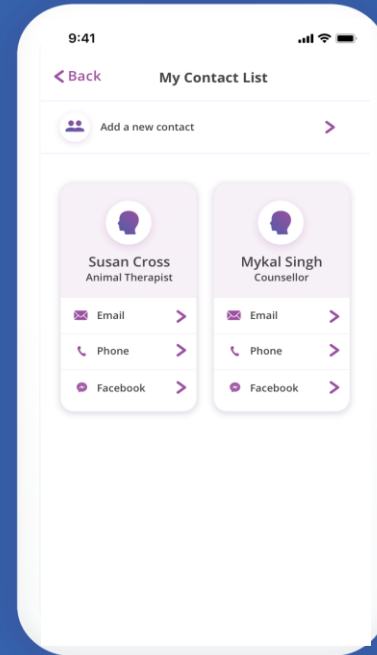 9:41
Back
My Contact List
Add a new contact
Susan Cross
Animal Therapist
Email
Phone
Facebook
Mykal Singh
Counsellor
Email
Phone
Facebook